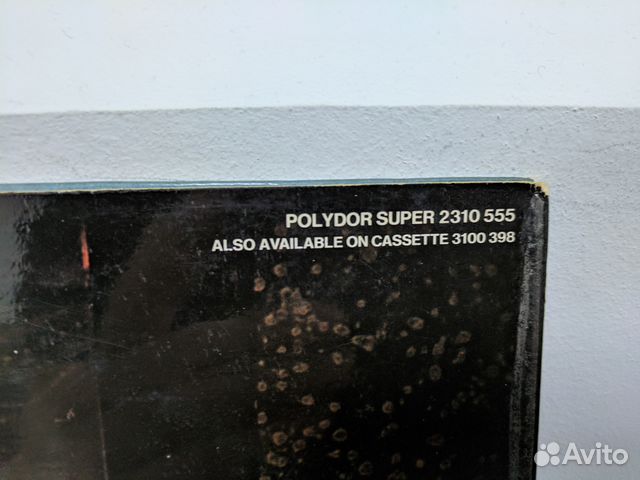 POLYDOR SUPER 2310 555
ALSO AVAILABLE ON CASSETTE 3100 398
Avito